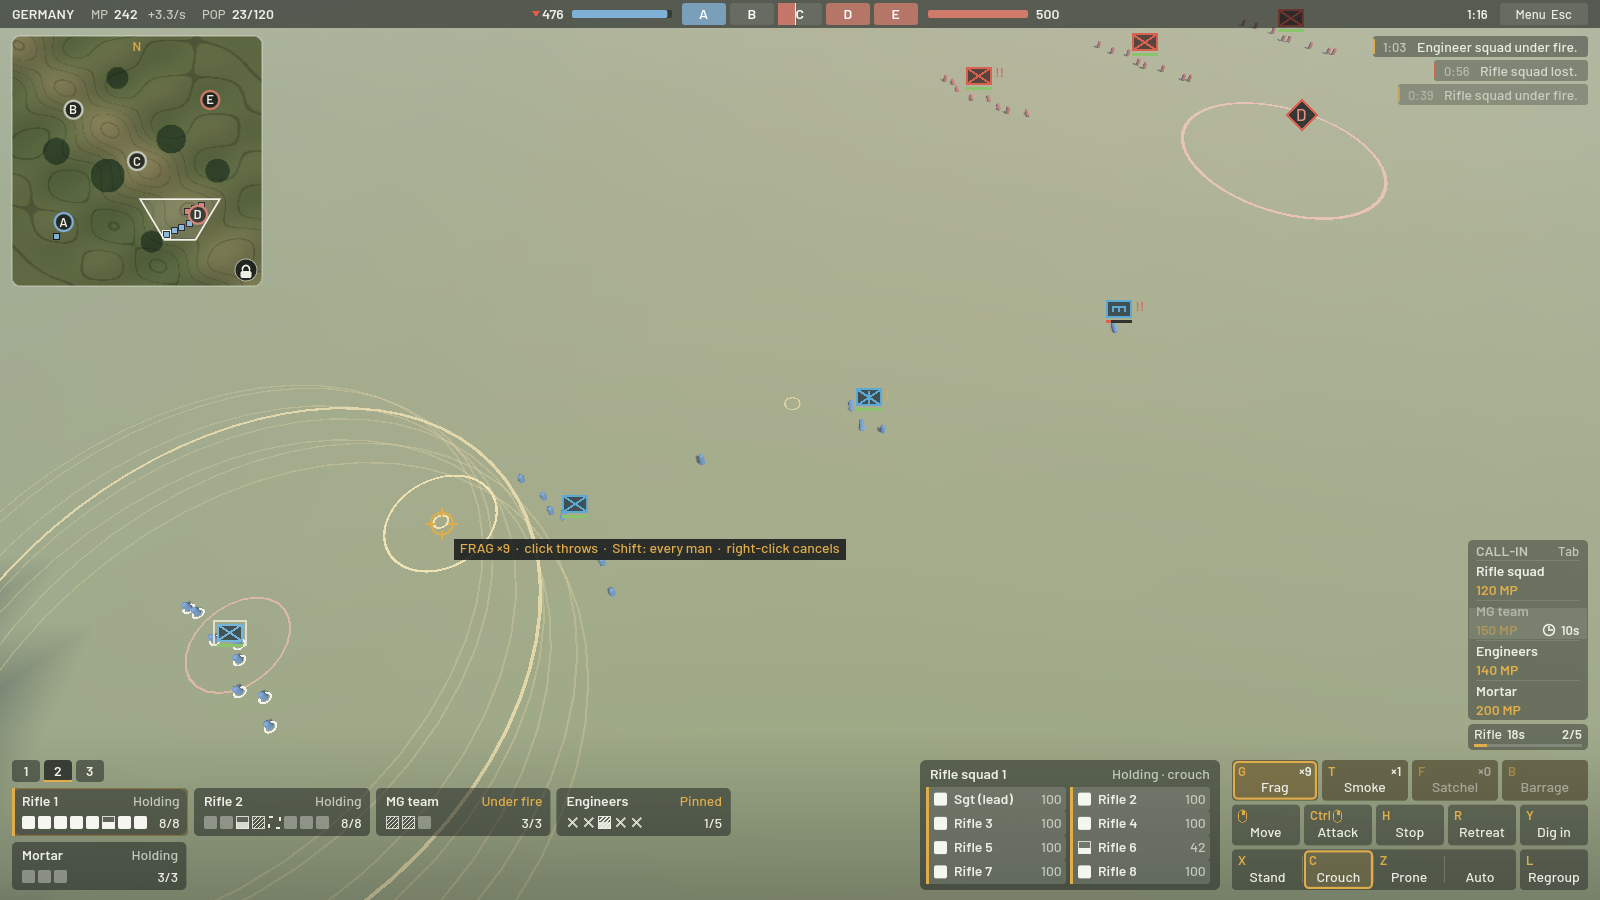 GERMANY MP 242 +3.3/s POP 23/120
476 A B C D E 500
1:16 Menu Esc
1:03 Engineer squad under fire.
0:56 Rifle squad lost.
0:39 Rifle squad under fire.
N
B
E
C
A
D
D
!!
E !!
FRAG ×9 · click throws · Shift: every man · right-click cancels
CALL-IN Tab
Rifle squad
120 MP
MG team
150 MP 10s
Engineers
140 MP
Mortar
200 MP
Rifle 18s 2/5
1 2 3
Rifle 1 Holding
8/8
Rifle 2 Holding
8/8
MG team Under fire
3/3
Engineers Pinned
1/5
Mortar Holding
3/3
Rifle squad 1 Holding · crouch
Sgt (lead) 100 Rifle 2 100
Rifle 3 100 Rifle 4 100
Rifle 5 100 Rifle 6 42
Rifle 7 100 Rifle 8 100
G ×9 Frag
T ×1 Smoke
F ×0 Satchel
B Barrage
Move
Ctrl Attack
H Stop
R Retreat
Y Dig in
X Stand
C Crouch
Z Prone
Auto
L Regroup